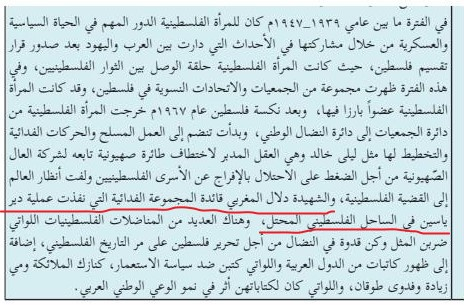 في الفترة ما بين عامي ١٩٣٩_١٩٤٧م كان للمرأة الفلسطينية الدور المهم في الحياة السياسية
والعسكرية من خلال مشاركتها في الأحداث التي دارت بين العرب واليهود بعد صدور قرار
تقسيم فلسطين، حيث كانت المرأة الفلسطينية حلقة الوصل بين الثوار الفلسطينيين، وفي
هذه الفترة ظهرت مجموعة من الجمعيات والاتحادات النسوية في فلسطين، وقد كانت المرأة
الفلسطينية عضواً بارزا فيها، وبعد نكسة فلسطين عام ١٩٦٧م خرجت المرأة الفلسطينية من
دائرة الجمعيات إلى دائرة النضال الوطني، وبدأت تنضم إلى العمل المسلح والحركات الفدائية
والتخطيط لها مثل ليلى خالد وهي العقل المدبر لاختطاف طائرة صهيونية تابعه لشركة العال
الصّهيونية من أجل الضغط على الاحتلال بالإفراج عن الأسرى الفلسطينيين ولفت أنظار العالم
إلى القضية الفلسطينية، والشهيدة دلال المغربي قائدة المجموعة الفدائية التي نفذت عملية دير
ياسين في الساحل الفلسطيني المحتل، وهناك العديد من المناضلات الفلسطينيات اللواتي
ضربن المثل وكن قدوة في النضال من أجل تحرير فلسطين على مر التاريخ الفلسطيني، إضافة
إلى ظهور كاتبات من الدول العربية واللواتي كتبن ضد سياسة الاستعمار، كنازك الملائكة ومي
زيادة وفدوى طوقان، واللواتي كان لكتاباتهن أثر في نمو الوعي الوطني العربي.